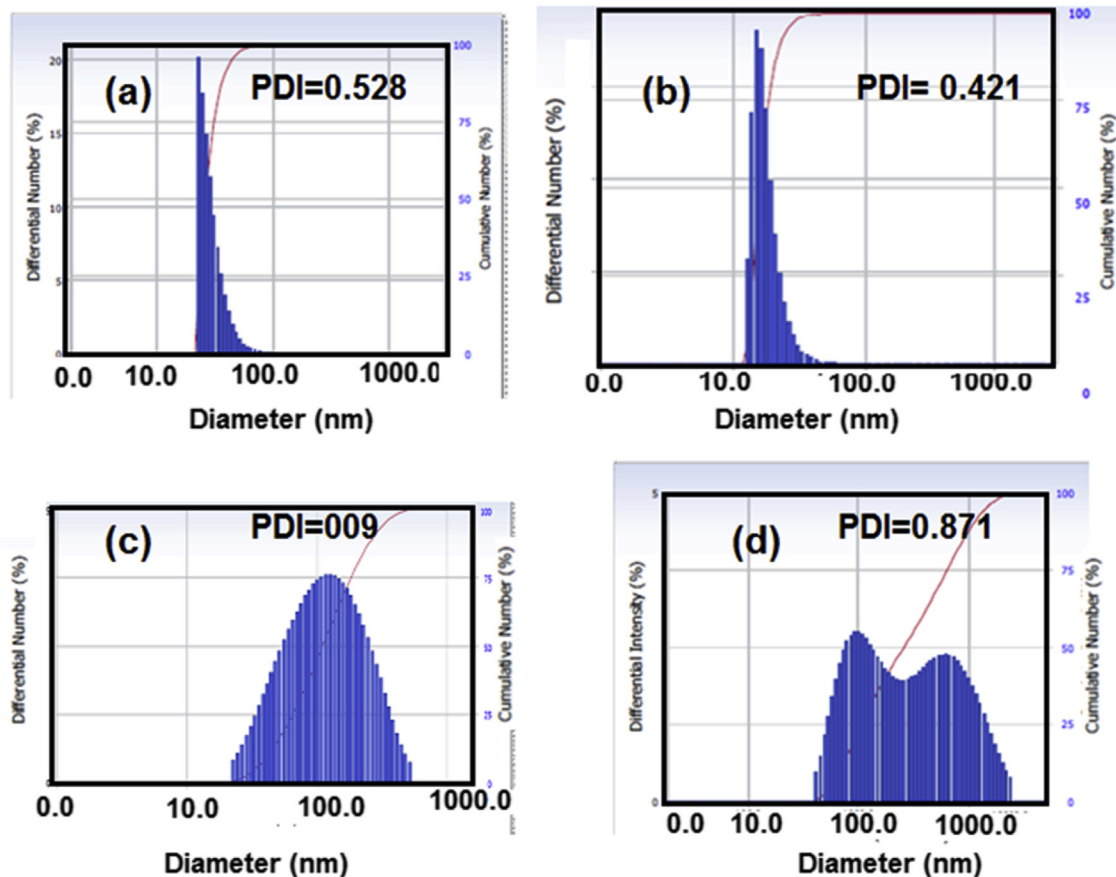 (a) PDI=0.528
Differential Number (%)
20
15
10
5
0
Cumulative Number (%)
100
75
50
25
0
0.0 10.0 100.0 1000.0
Diameter (nm)
(b) PDI= 0.421
Differential Number (%)
Cumulative Number (%)
100
75
50
25
0
0.0 10.0 100.0 1000.0
Diameter (nm)
(c) PDI=009
Differential Number (%)
Cumulative Number (%)
100
75
50
25
0
0.0 10.0 100.0 1000.0
Diameter (nm)
(d) PDI=0.871
Differential Intensity (%)
5
0
Cumulative Number (%)
100
75
50
25
0
0.0 10.0 100.0 1000.0
Diameter (nm)